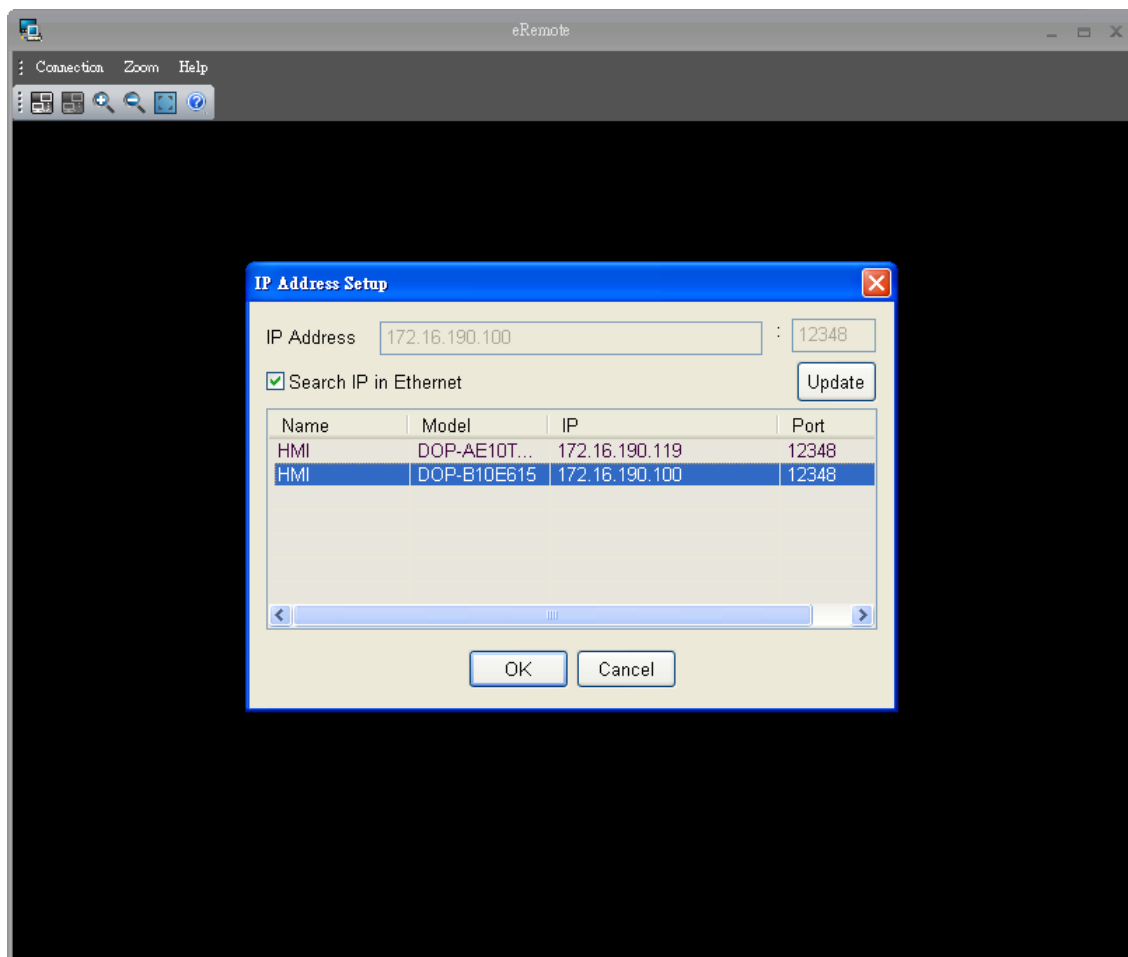 eRemote
Connection Zoom Help
IP Address Setup
IP Address 172.16.190.100 : 12348
Search IP in Ethernet Update
Name Model IP Port
HMI DOP-AE10T... 172.16.190.119 12348
HMI DOP-B10E615 172.16.190.100 12348
OK Cancel